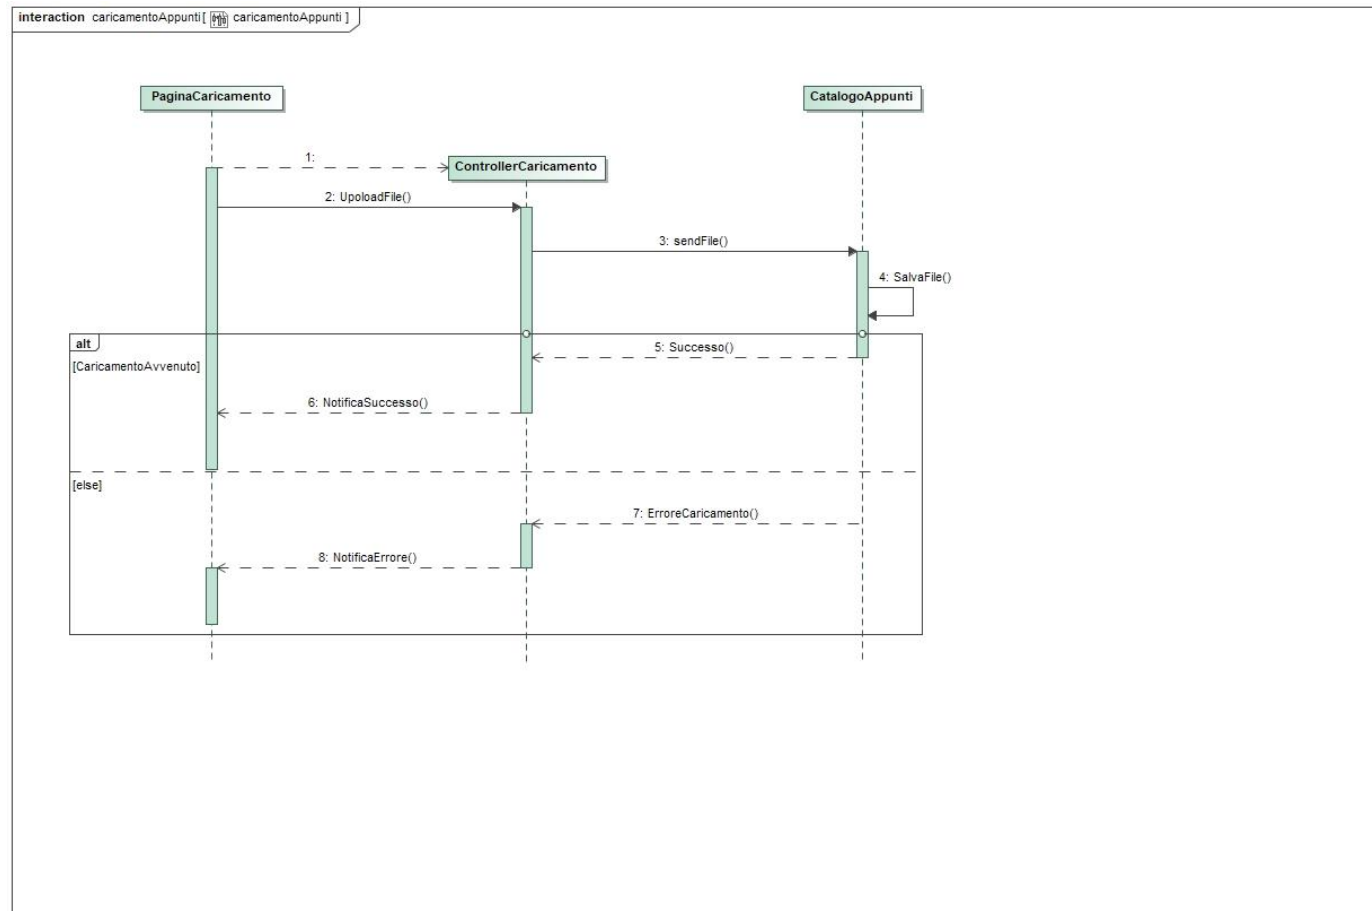 interaction caricamentoAppunti [ caricamentoAppunti ]
PaginaCaricamento
CatalogoAppunti
1:
ControllerCaricamento
2: UpoloadFile()
3: sendFile()
4: SalvaFile()
alt
5: Successo()
[CaricamentoAvvenuto]
6: NotificaSuccesso()
[else]
7: ErroreCaricamento()
8: NotificaErrore()